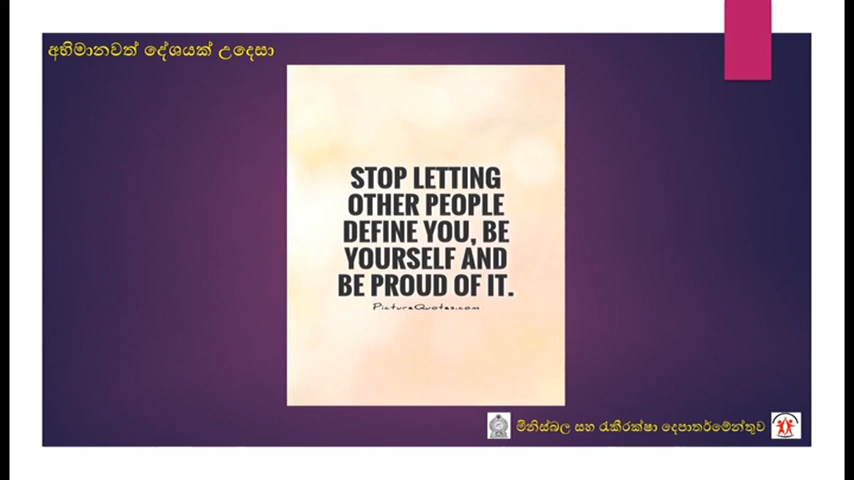 අභිමානවත් දේශයක් උදෙසා
STOP LETTING
OTHER PEOPLE
DEFINE YOU, BE
YOURSELF AND
BE PROUD OF IT.
PictureQuotes.com
මිනිස්බල සහ රැකීරක්ෂා දෙපාර්තමේන්තුව